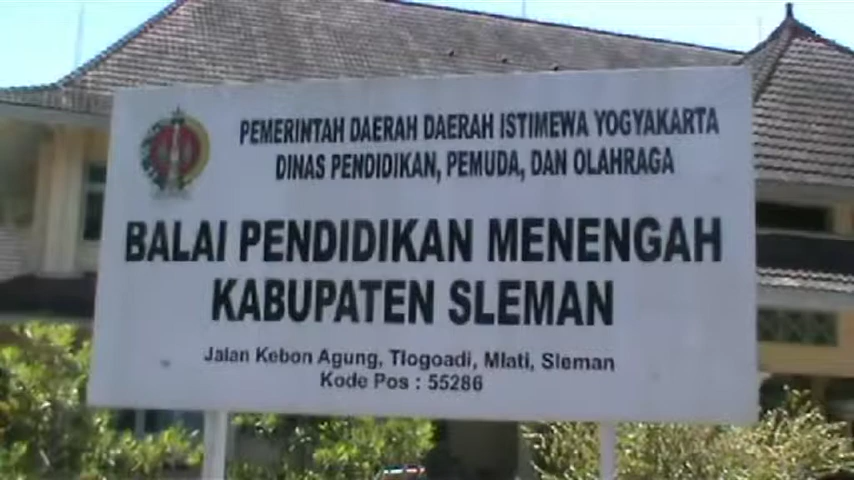 PEMERINTAH DAERAH DAERAH ISTIMEWA YOGYAKARTA
DINAS PENDIDIKAN, PEMUDA, DAN OLAHRAGA
BALAI PENDIDIKAN MENENGAH
KABUPATEN SLEMAN
Jalan Kebon Agung, Tlogoadi, Mlati, Sleman
Kode Pos : 55286